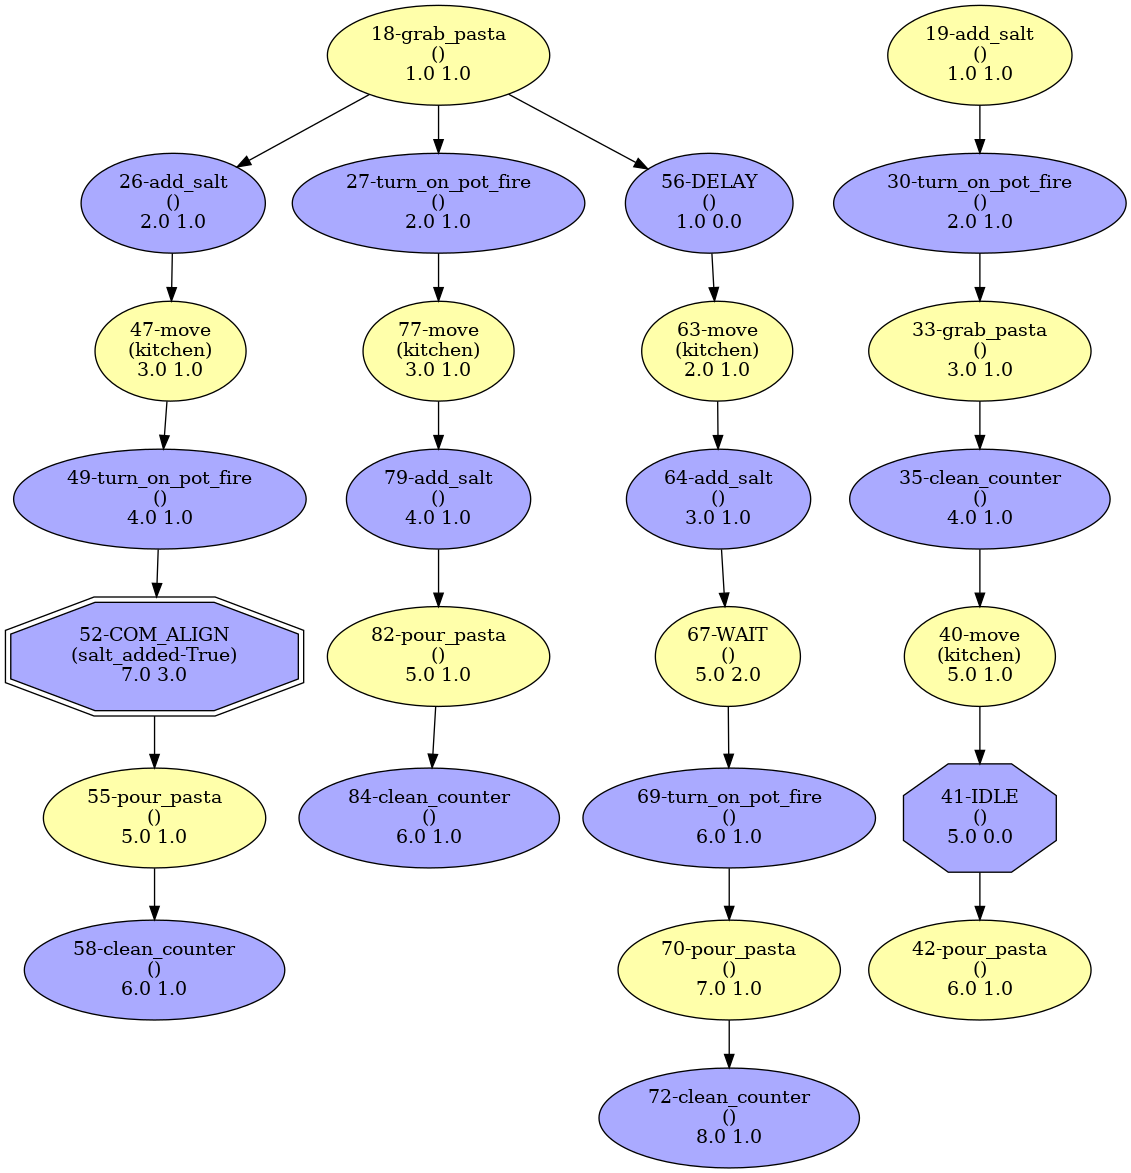 18-grab_pasta
()
1.0 1.0
19-add_salt
()
1.0 1.0
26-add_salt
()
2.0 1.0
27-turn_on_pot_fire
()
2.0 1.0
56-DELAY
()
1.0 0.0
30-turn_on_pot_fire
()
2.0 1.0
47-move
(kitchen)
3.0 1.0
77-move
(kitchen)
3.0 1.0
63-move
(kitchen)
2.0 1.0
33-grab_pasta
()
3.0 1.0
49-turn_on_pot_fire
()
4.0 1.0
79-add_salt
()
4.0 1.0
64-add_salt
()
3.0 1.0
35-clean_counter
()
4.0 1.0
52-COM_ALIGN
(salt_added-True)
7.0 3.0
82-pour_pasta
()
5.0 1.0
67-WAIT
()
5.0 2.0
40-move
(kitchen)
5.0 1.0
55-pour_pasta
()
5.0 1.0
84-clean_counter
()
6.0 1.0
69-turn_on_pot_fire
()
6.0 1.0
41-IDLE
()
5.0 0.0
58-clean_counter
()
6.0 1.0
70-pour_pasta
()
7.0 1.0
42-pour_pasta
()
6.0 1.0
72-clean_counter
()
8.0 1.0